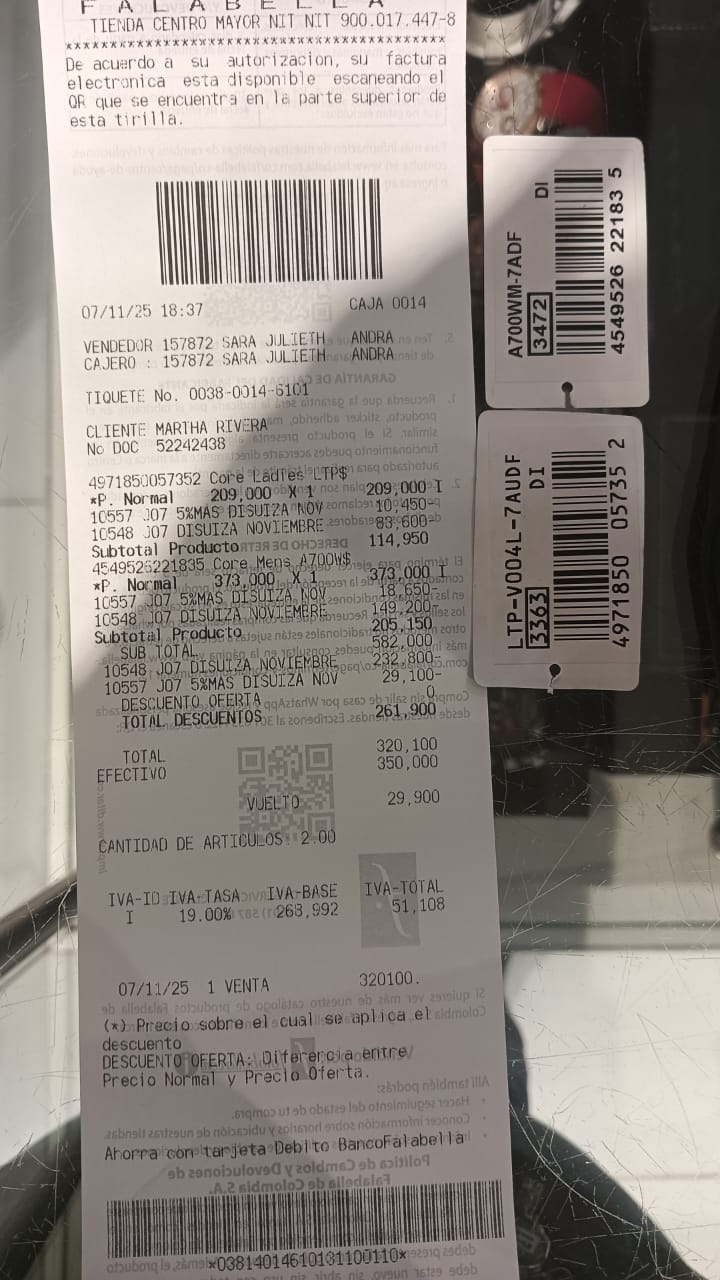 FALABELLA
TIENDA CENTRO MAYOR NIT NIT 900.017.447-8
****************************************
De acuerdo a su autorizacion, su factura
electronica esta disponible escaneando el
QR que se encuentra en la parte superior de
esta tirilla.
07/11/25 18:37 CAJA 0014
VENDEDOR 157872 SARA JULIETH ANDRA
CAJERO : 157872 SARA JULIETH ANDRA
TIQUETE No. 0038-0014-6101
CLIENTE MARTHA RIVERA
No DOC 52242438
4971850057352 Core Ladies LTP$
*P. Normal 209,000 X 1 209,000 I
10557 J07 5%MAS DISUIZA NOV 10,450-
10548 J07 DISUIZA NOVIEMBRE 83,600-
Subtotal Producto 114,950
4549526221835 Core Mens A700W$
*P. Normal 373,000 X 1 373,000 I
10557 J07 5%MAS DISUIZA NOV 18,650-
10548 J07 DISUIZA NOVIEMBRE 149,200-
Subtotal Producto 205,150
SUB TOTAL 582,000
10548 J07 DISUIZA NOVIEMBRE 232,800-
10557 J07 5%MAS DISUIZA NOV 29,100-
DESCUENTO OFERTA 0
TOTAL DESCUENTOS 261,900
TOTAL 320,100
EFECTIVO 350,000
VUELTO 29,900
CANTIDAD DE ARTICULOS: 2.00
IVA-ID IVA-TASA IVA-BASE IVA-TOTAL
I 19.00% 268,992 51,108
07/11/25 1 VENTA 320100.
(*) Precio sobre el cual se aplica el
descuento
DESCUENTO OFERTA: Diferencia entre
Precio Normal y Precio Oferta.
Ahorra con tarjeta Debito BancoFalabella
*03814014610131100110*
A700WM-7ADF DI
3472
4549526 22183 5
LTP-V004L-7AUDF
DI
3363
4971850 05735 2